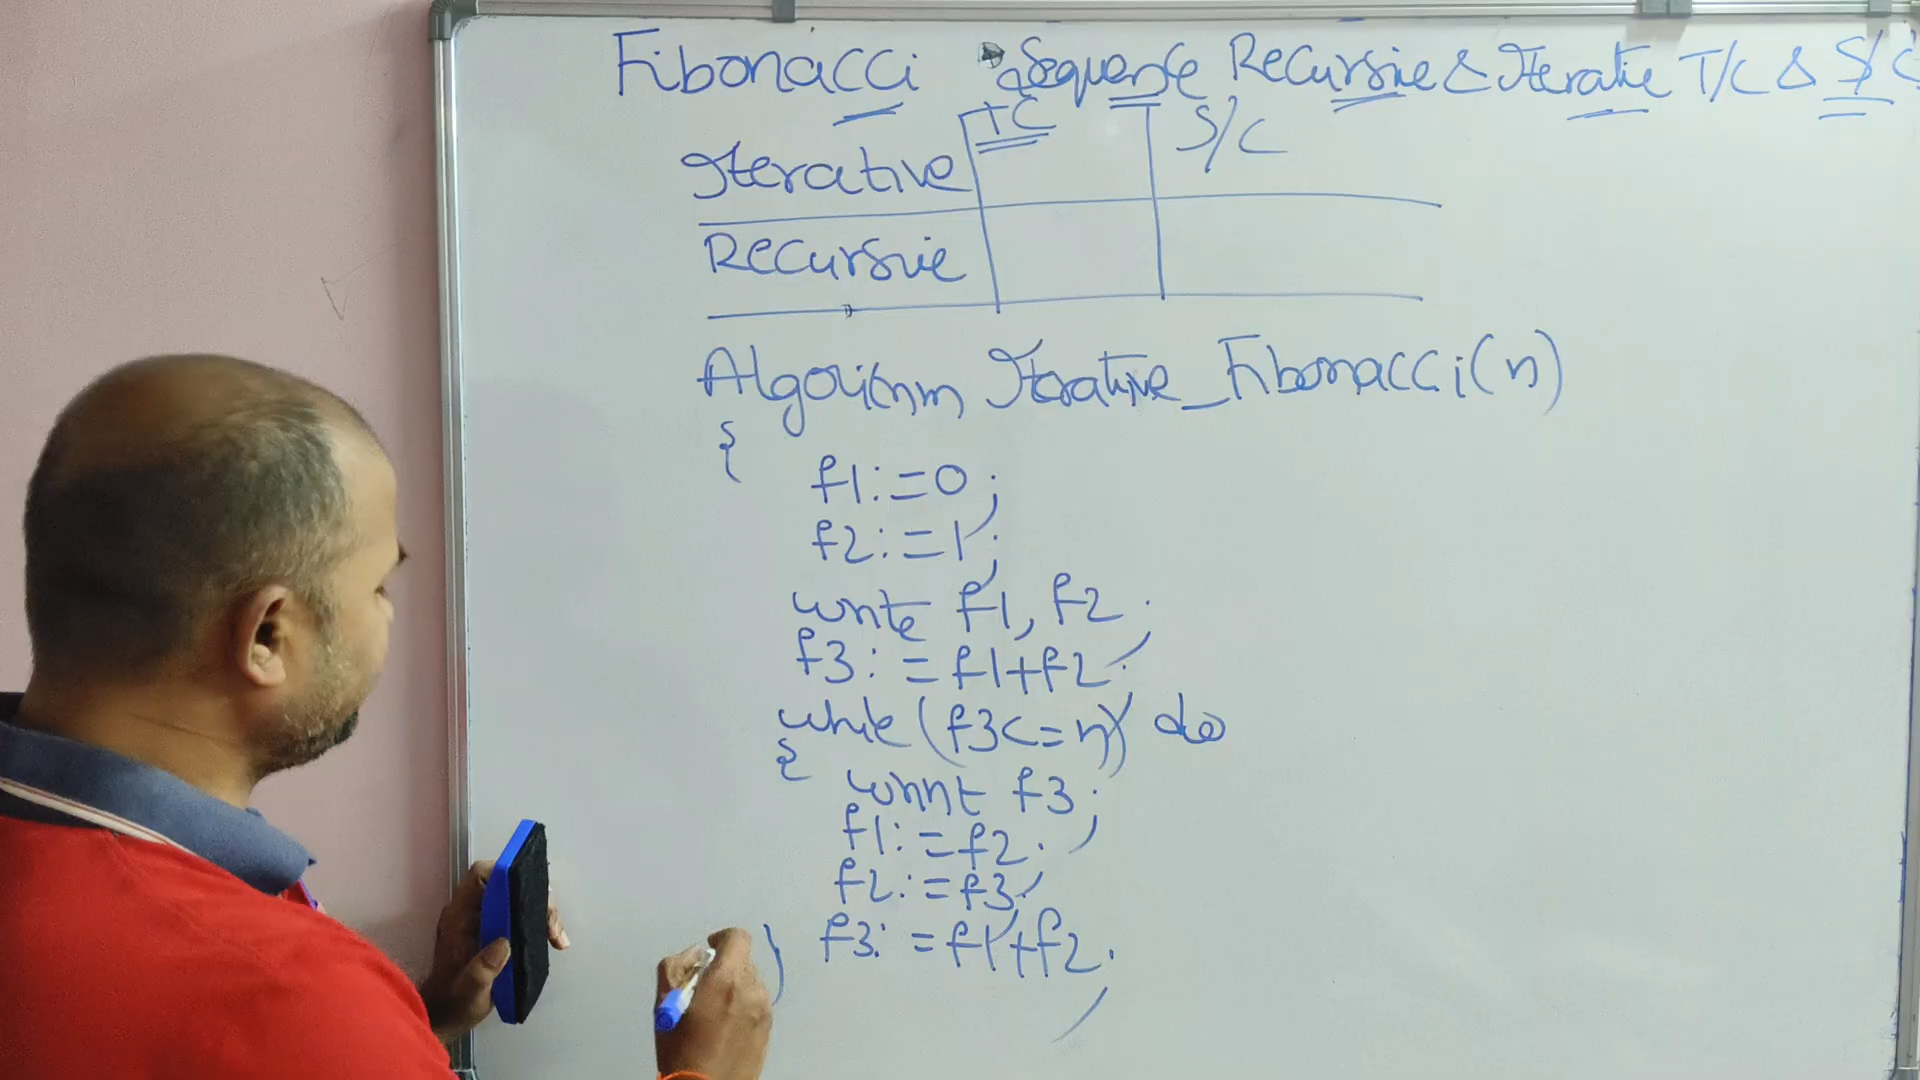 Fibonacci Sequence Recursive & Iterative T/C & S/C
TC S/C
Iterative
Recursive
Algorithm Iterative_Fibonacci(n)
{
f1:=0;
f2:=1;
write f1, f2;
f3:=f1+f2;
while (f3<=n) do
{ write f3;
f1:=f2;
f2:=f3;
} f3:=f1+f2;